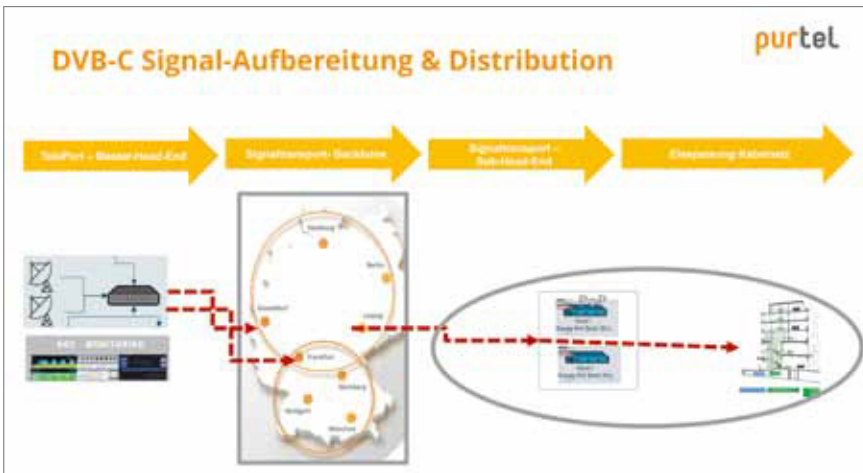 purtel
DVB-C Signal-Aufbereitung & Distribution
TelePort – Master-Head-End
Signaltransport- Backbone
Signaltransport –
Sub-Head-End
Einspeisung Kabelnetz
Hamburg
Berlin
Düsseldorf
Leipzig
Frankfurt
Nürnberg
Stuttgart
München
MONITORING